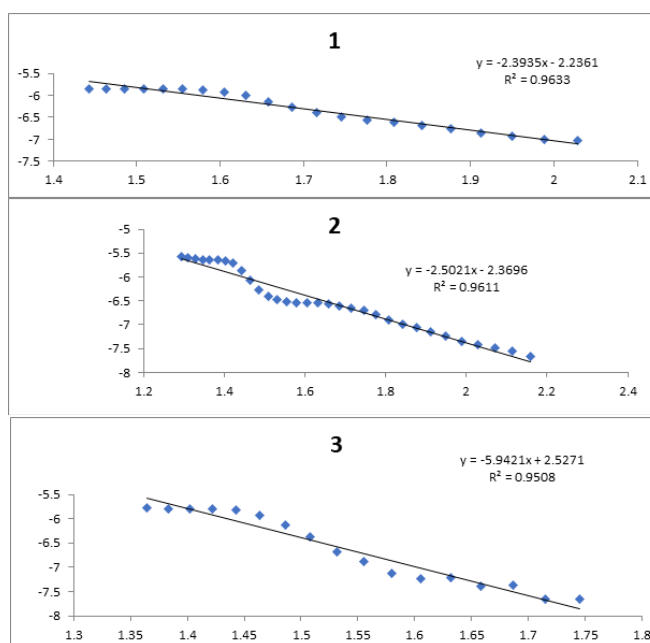 1
y = -2.3935x - 2.2361
R² = 0.9633
-5.5
-6
-6.5
-7
-7.5
1.4 1.5 1.6 1.7 1.8 1.9 2 2.1
2
-5
y = -2.5021x - 2.3696
R² = 0.9611
-5.5
-6
-6.5
-7
-7.5
-8
1.2 1.4 1.6 1.8 2 2.2 2.4
3
y = -5.9421x + 2.5271
R² = 0.9508
-5.5
-6
-6.5
-7
-7.5
-8
1.3 1.35 1.4 1.45 1.5 1.55 1.6 1.65 1.7 1.75 1.8